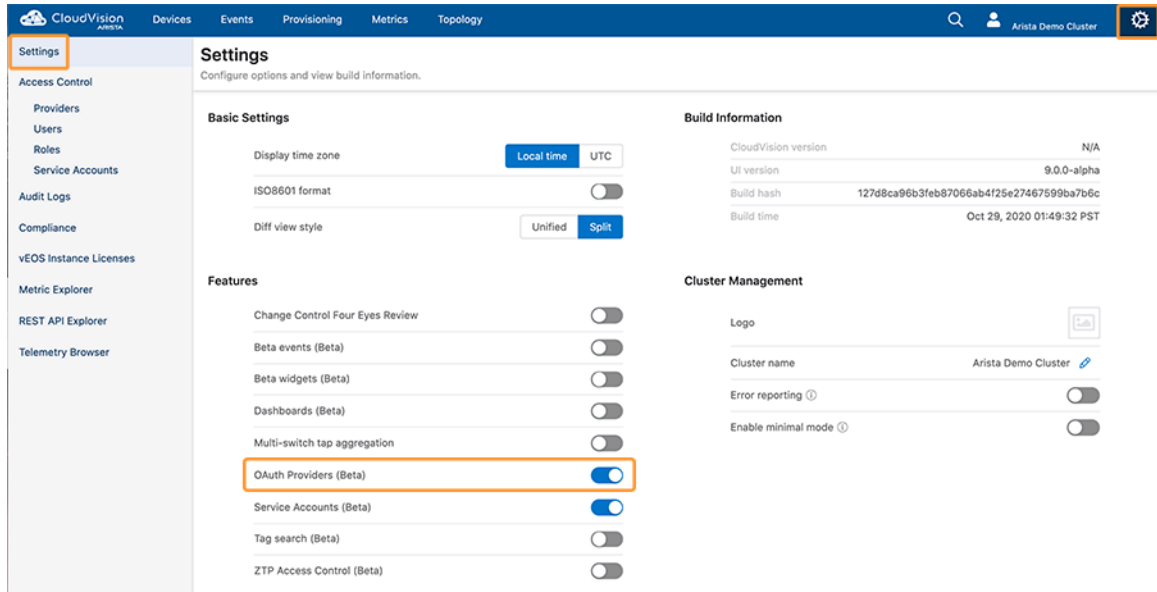 CloudVision
ARISTA
Devices
Events
Provisioning
Metrics
Topology
Arista Demo Cluster
Settings
Access Control
Providers
Users
Roles
Service Accounts
Audit Logs
Compliance
vEOS Instance Licenses
Metric Explorer
REST API Explorer
Telemetry Browser
Settings
Configure options and view build information.
Basic Settings
Display time zone Local time UTC
ISO8601 format
Diff view style Unified Split
Features
Change Control Four Eyes Review
Beta events (Beta)
Beta widgets (Beta)
Dashboards (Beta)
Multi-switch tap aggregation
OAuth Providers (Beta)
Service Accounts (Beta)
Tag search (Beta)
ZTP Access Control (Beta)
Build Information
CloudVision version N/A
UI version 9.0.0-alpha
Build hash 127d8ca96b3feb87066ab4f25e27467599ba7b6c
Build time Oct 29, 2020 01:49:32 PST
Cluster Management
Logo
Cluster name Arista Demo Cluster
Error reporting
Enable minimal mode